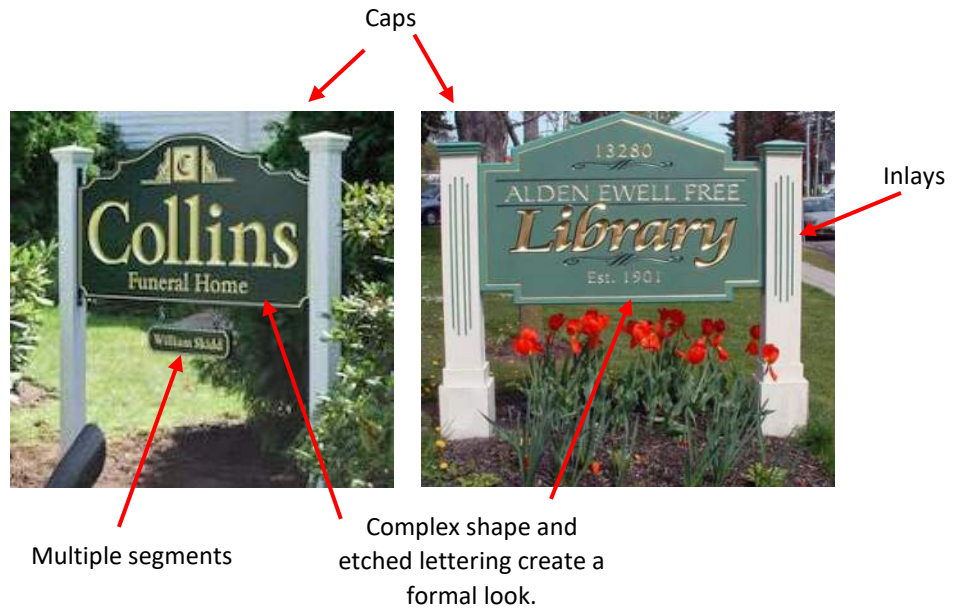 Caps
C
Collins
Funeral Home
William Skidd
13280
ALDEN EWELL FREE
Library
Est. 1901
Inlays
Multiple segments
Complex shape and
etched lettering create a
formal look.